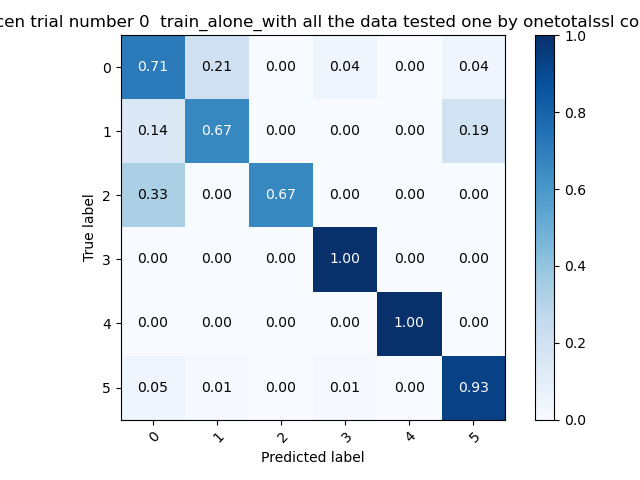 cen trial number 0 train_alone_with all the data tested one by onetotalssl co
0 0.71 0.21 0.00 0.04 0.00 0.04
1 0.14 0.67 0.00 0.00 0.00 0.19
2 0.33 0.00 0.67 0.00 0.00 0.00
3 0.00 0.00 0.00 1.00 0.00 0.00
4 0.00 0.00 0.00 0.00 1.00 0.00
5 0.05 0.01 0.00 0.01 0.00 0.93
True label
0 1 2 3 4 5
Predicted label
1.0
0.8
0.6
0.4
0.2
0.0